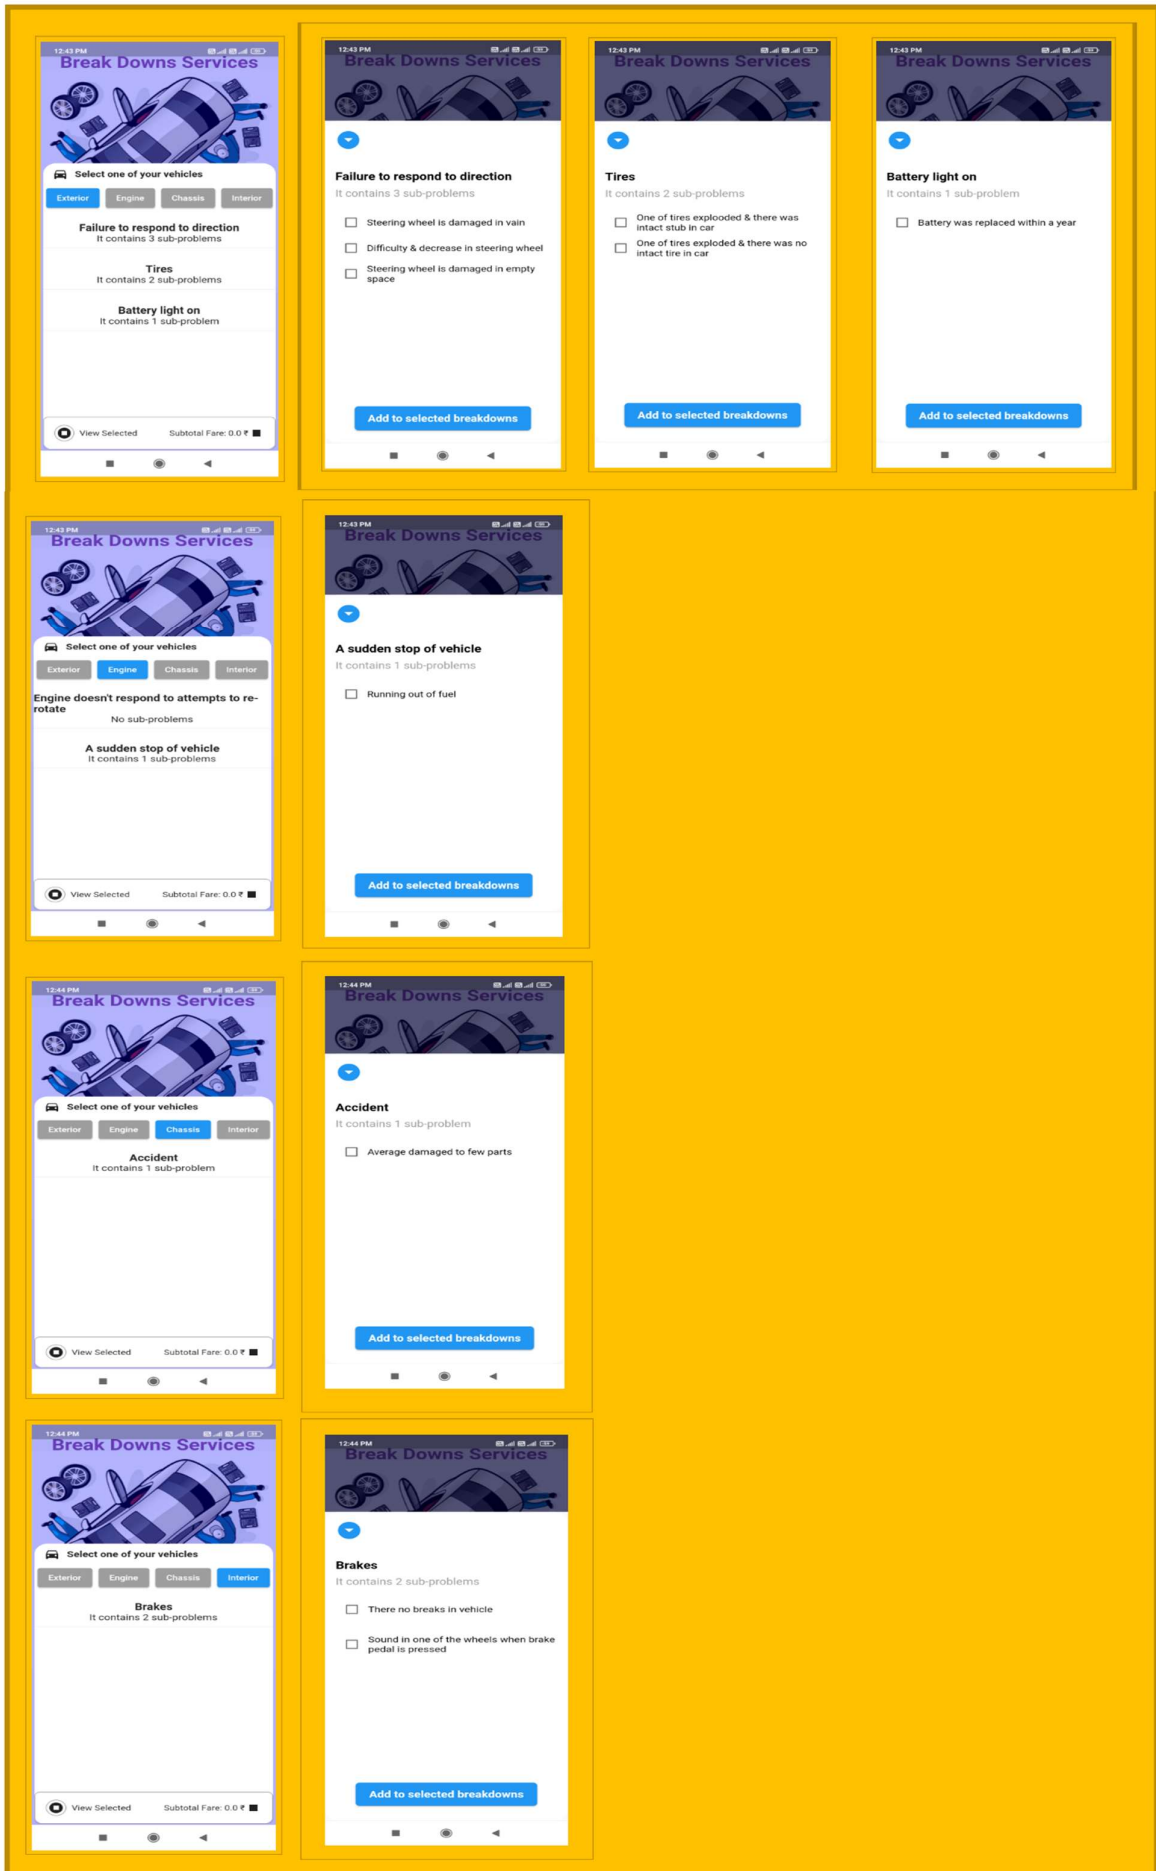 12:43 PM
Break Downs Services
Select one of your vehicles
Exterior Engine Chassis Interior
Failure to respond to direction
It contains 3 sub-problems
Tires
It contains 2 sub-problems
Battery light on
It contains 1 sub-problem
View Selected Subtotal Fare: 0.0 ₹
12:43 PM
Break Downs Services
Failure to respond to direction
It contains 3 sub-problems
Steering wheel is damaged in vain
Difficulty & decrease in steering wheel
Steering wheel is damaged in empty
space
Add to selected breakdowns
12:43 PM
Break Downs Services
Tires
It contains 2 sub-problems
One of tires explooded & there was
intact stub in car
One of tires exploded & there was no
intact tire in car
Add to selected breakdowns
12:43 PM
Break Downs Services
Battery light on
It contains 1 sub-problem
Battery was replaced within a year
Add to selected breakdowns
12:43 PM
Break Downs Services
Select one of your vehicles
Exterior Engine Chassis Interior
Engine doesn't respond to attempts to re-
rotate
No sub-problems
A sudden stop of vehicle
It contains 1 sub-problems
View Selected Subtotal Fare: 0.0 ₹
12:43 PM
Break Downs Services
A sudden stop of vehicle
It contains 1 sub-problems
Running out of fuel
Add to selected breakdowns
12:44 PM
Break Downs Services
Select one of your vehicles
Exterior Engine Chassis Interior
Accident
It contains 1 sub-problem
View Selected Subtotal Fare: 0.0 ₹
12:44 PM
Break Downs Services
Accident
It contains 1 sub-problem
Average damaged to few parts
Add to selected breakdowns
12:44 PM
Break Downs Services
Select one of your vehicles
Exterior Engine Chassis Interior
Brakes
It contains 2 sub-problems
View Selected Subtotal Fare: 0.0 ₹
12:44 PM
Break Downs Services
Brakes
It contains 2 sub-problems
There no breaks in vehicle
Sound in one of the wheels when brake
pedal is pressed
Add to selected breakdowns